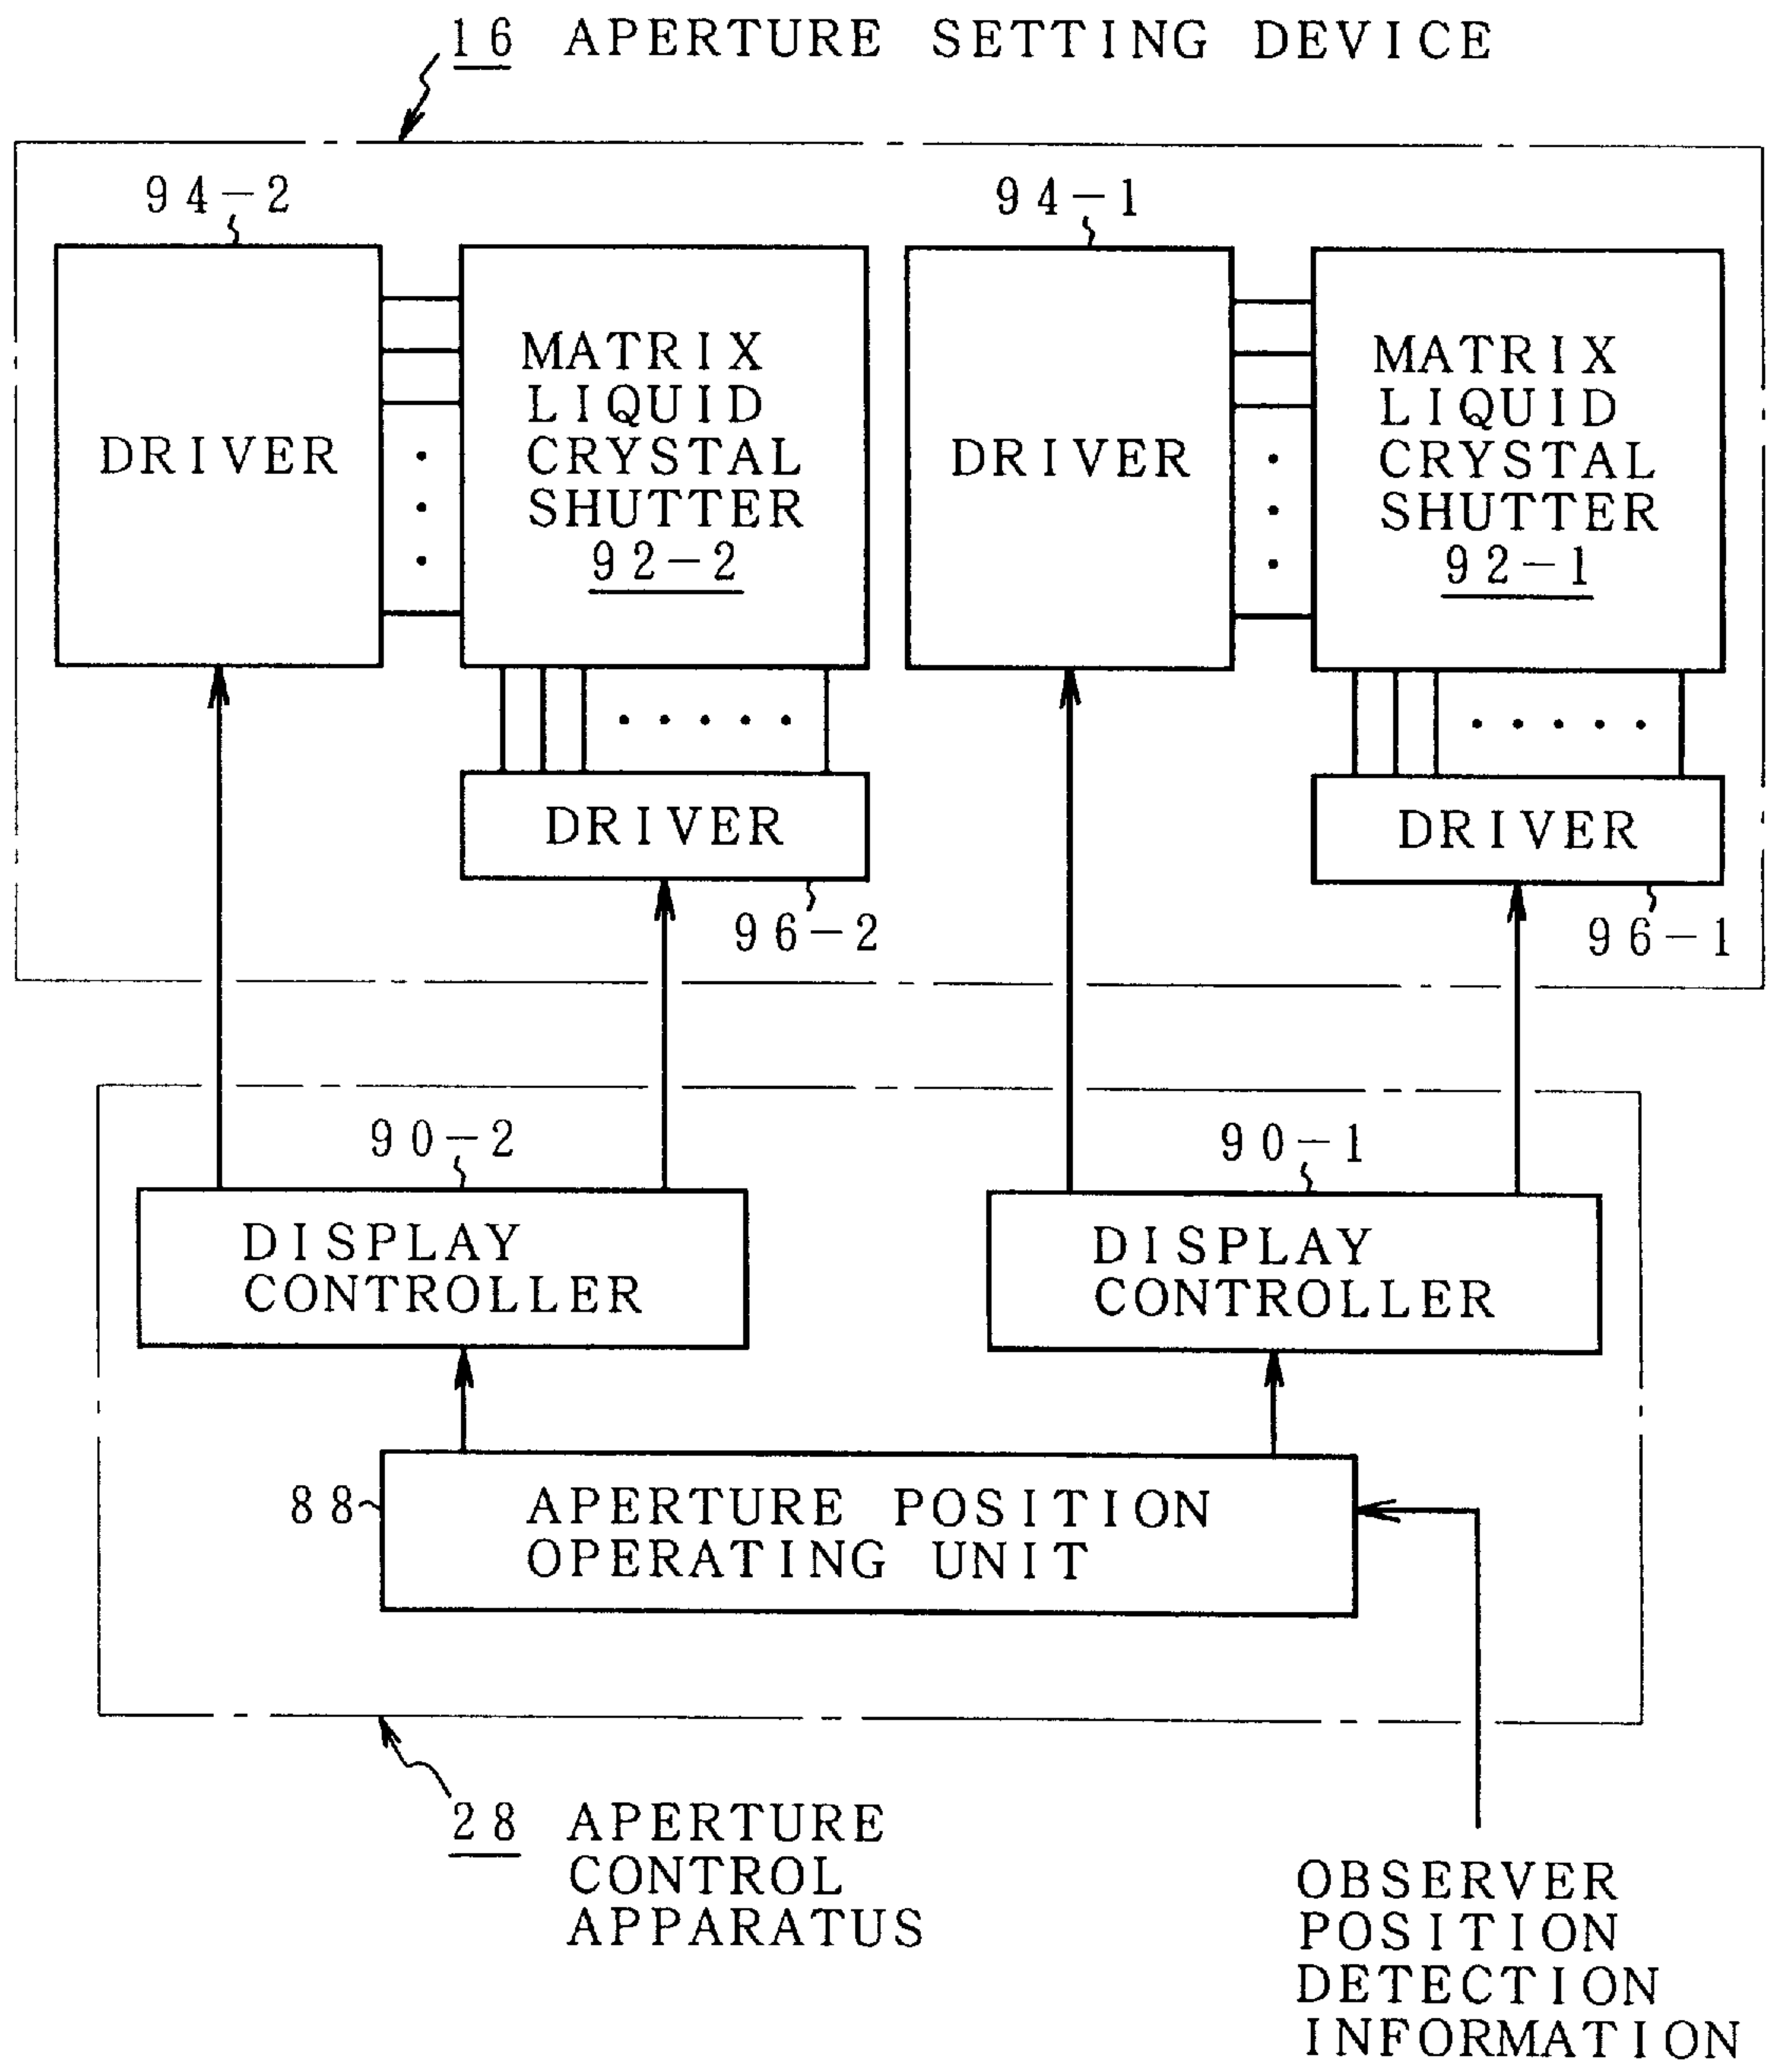 16 APERTURE SETTING DEVICE
94-2
94-1
DRIVER
MATRIX
LIQUID
CRYSTAL
SHUTTER
92-2
DRIVER
MATRIX
LIQUID
CRYSTAL
SHUTTER
92-1
DRIVER
96-2
DRIVER
96-1
90-2
90-1
DISPLAY
CONTROLLER
DISPLAY
CONTROLLER
88
APERTURE POSITION
OPERATING UNIT
28 APERTURE
CONTROL
APPARATUS
OBSERVER
POSITION
DETECTION
INFORMATION